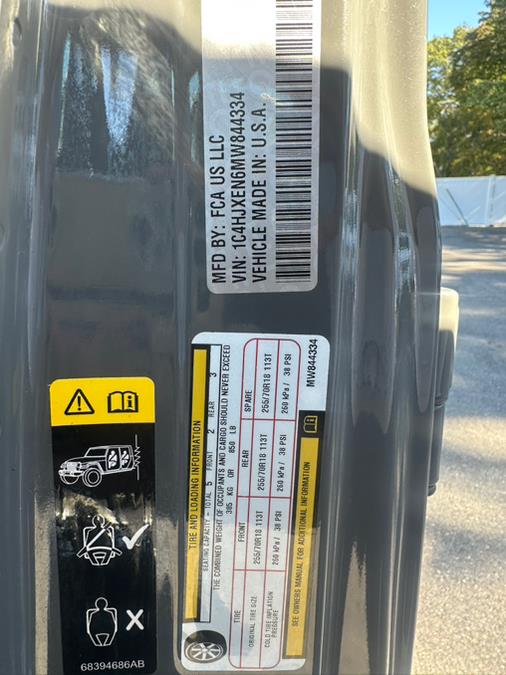 MFD BY: FCA US LLC
VIN: 1C4HJXEN6MW844334
VEHICLE MADE IN: U.S.A.
TIRE AND LOADING INFORMATION
SEATING CAPACITY - TOTAL 5 FRONT 2 REAR 3
THE COMBINED WEIGHT OF OCCUPANTS AND CARGO SHOULD NEVER EXCEED
385 KG OR 850 LB
TIRE FRONT REAR SPARE
ORIGINAL TIRE SIZE 255/70R18 113T 255/70R18 113T 255/70R18 113T
COLD TIRE INFLATION PRESSURE 260 kPa / 38 PSI 260 kPa / 38 PSI 260 kPa / 38 PSI
SEE OWNERS MANUAL FOR ADDITIONAL INFORMATION
MW844334
68394686AB